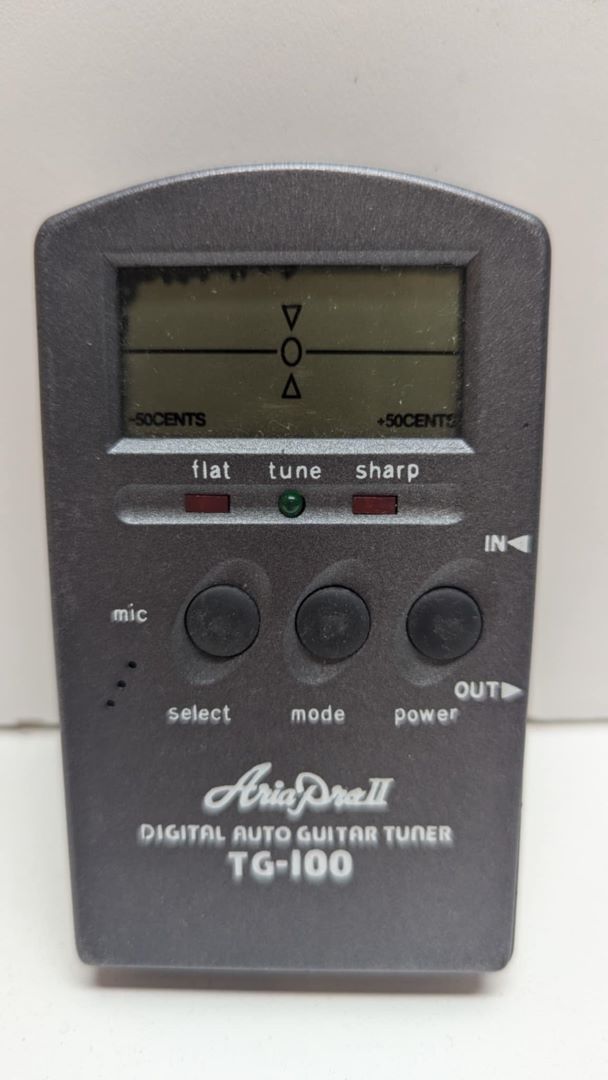 -50CENTS +50CENTS
flat tune sharp
IN
mic
OUT
select mode power
AriaProII
DIGITAL AUTO GUITAR TUNER
TG-100